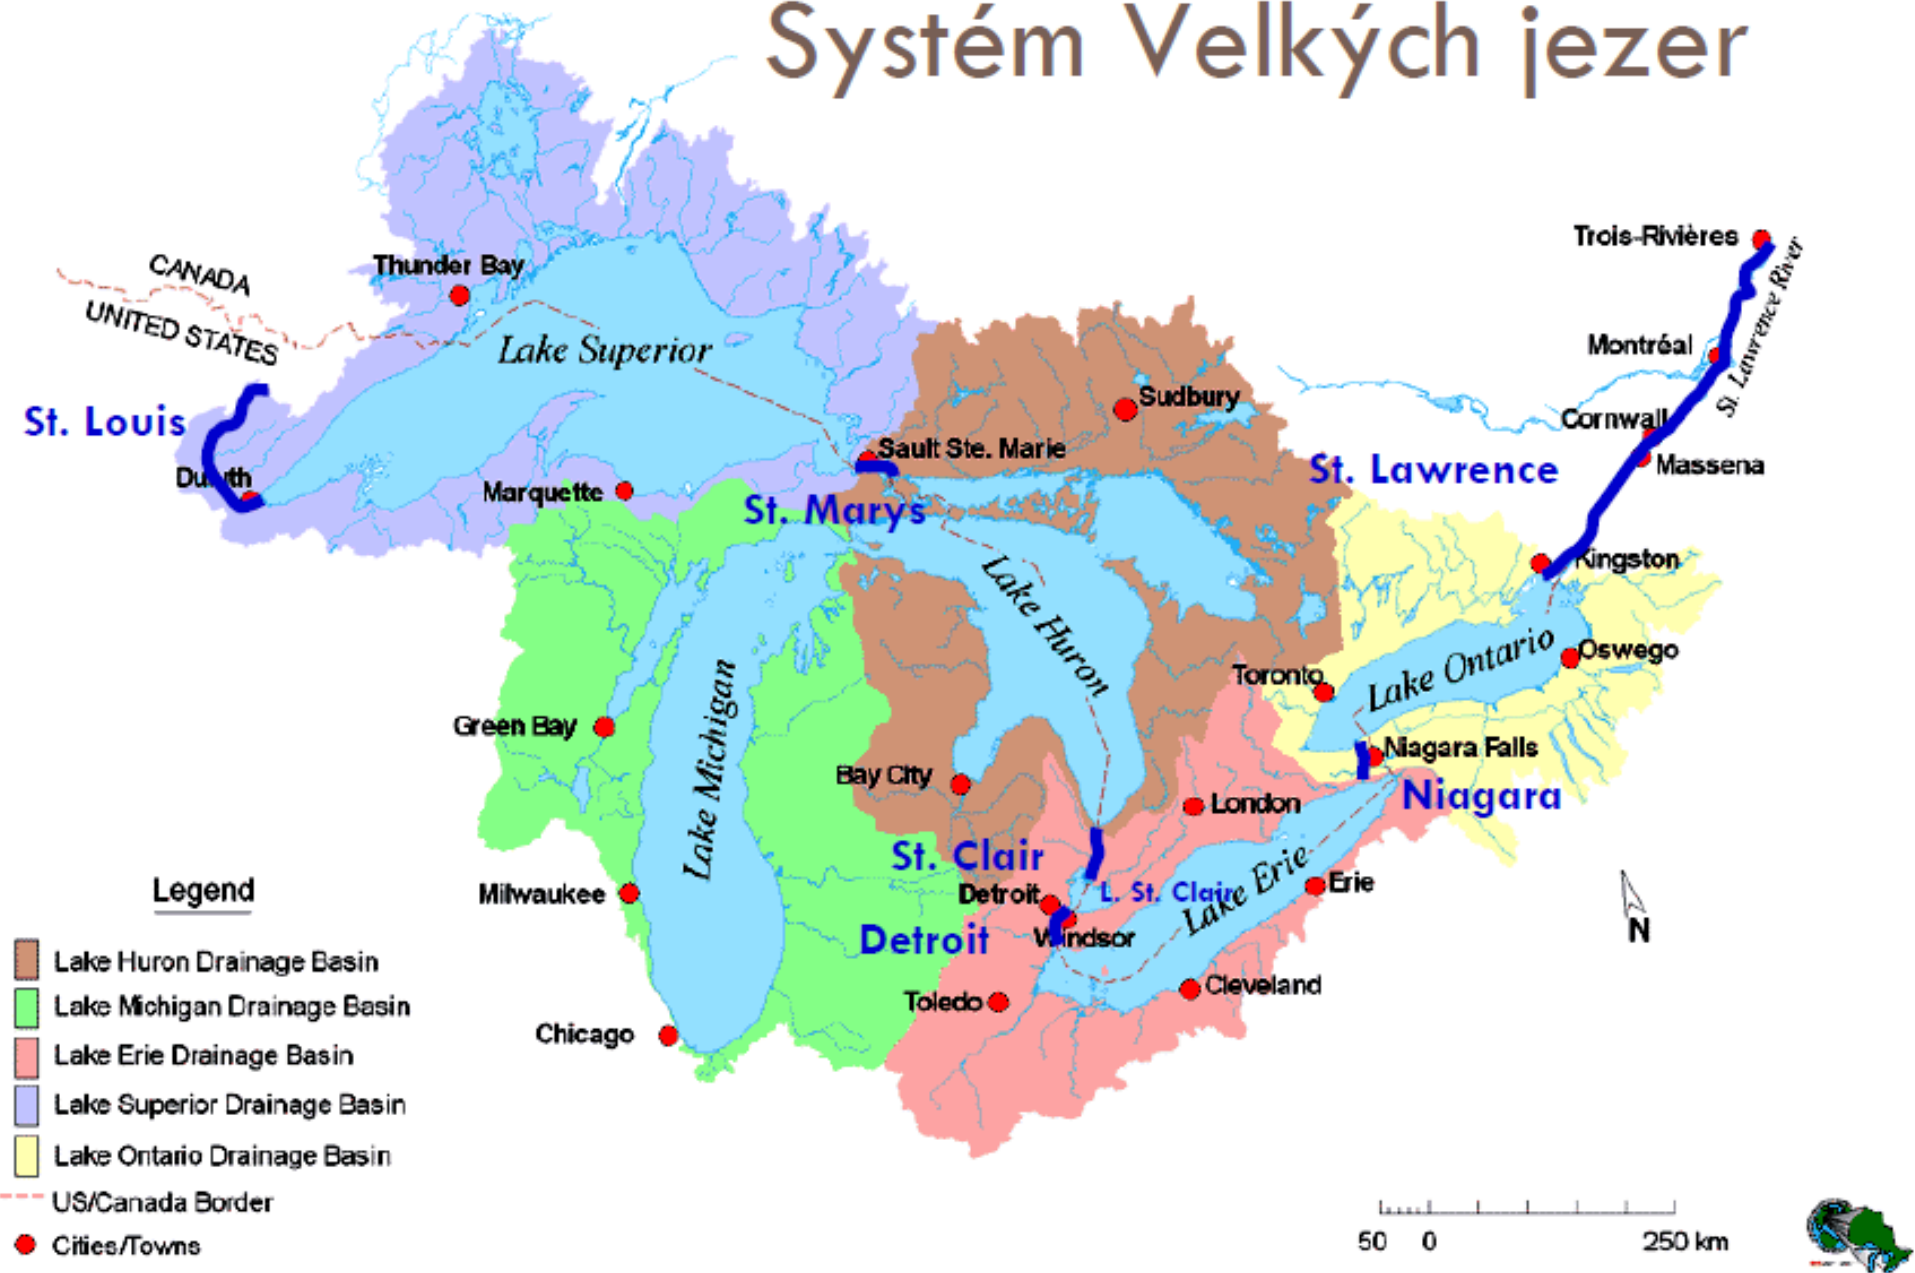 Systém Velkých jezer
CANADA
UNITED STATES
Thunder Bay
Lake Superior
St. Louis
Duluth
Marquette
Sault Ste. Marie
St. Marys
Sudbury
Trois-Rivières
St. Lawrence River
Montréal
Cornwall
Massena
St. Lawrence
Kingston
Lake Huron
Lake Michigan
Lake Ontario
Oswego
Toronto
Green Bay
Bay City
Niagara Falls
Niagara
London
St. Clair
Detroit
L. St. Clair
Lake Erie
Erie
Milwaukee
Detroit
Windsor
Cleveland
Toledo
Chicago
N
Legend
Lake Huron Drainage Basin
Lake Michigan Drainage Basin
Lake Erie Drainage Basin
Lake Superior Drainage Basin
Lake Ontario Drainage Basin
US/Canada Border
Cities/Towns
50 0 250 km